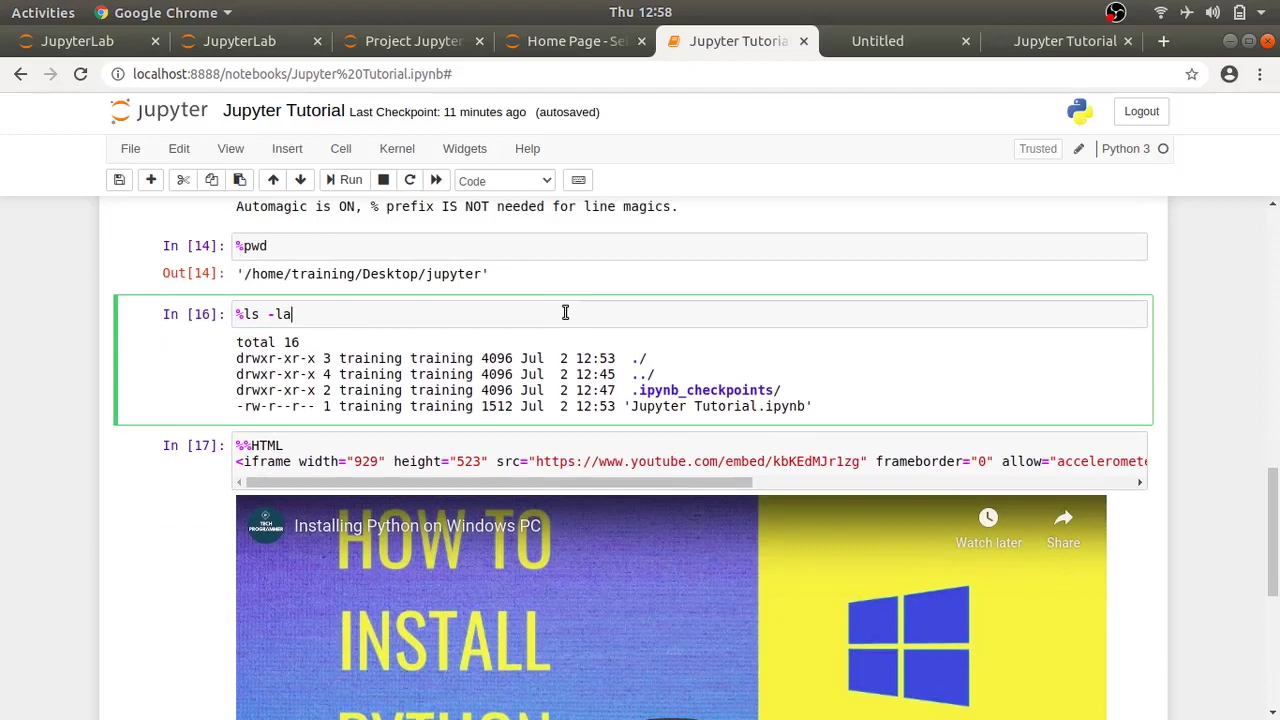 Activities Google Chrome Thu 12:58
JupyterLab JupyterLab Project Jupyter Home Page - Sel Jupyter Tutoria Untitled Jupyter Tutorial
localhost:8888/notebooks/Jupyter%20Tutorial.ipynb#
jupyter Jupyter Tutorial Last Checkpoint: 11 minutes ago (autosaved) Logout
File Edit View Insert Cell Kernel Widgets Help Trusted Python 3
Run Code
Automagic is ON, % prefix IS NOT needed for line magics.
In [14]: %pwd
Out[14]: '/home/training/Desktop/jupyter'
In [16]: %ls -la
total 16
drwxr-xr-x 3 training training 4096 Jul  2 12:53  ./
drwxr-xr-x 4 training training 4096 Jul  2 12:45  ../
drwxr-xr-x 2 training training 4096 Jul  2 12:47  .ipynb_checkpoints/
-rw-r--r-- 1 training training 1512 Jul  2 12:53 'Jupyter Tutorial.ipynb'
In [17]: %%HTML
<iframe width="929" height="523" src="https://www.youtube.com/embed/kbKEdMJr1zg" frameborder="0" allow="acceleromete
TECH PROGRAMMER Installing Python on Windows PC
Watch later Share
HOW TO
INSTALL
PYTHON